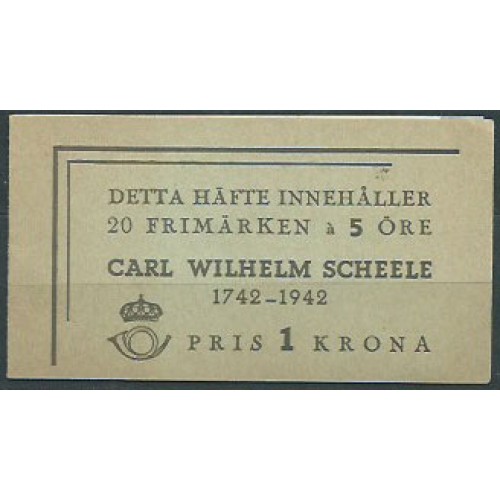 DETTA HÄFTE INNEHÅLLER
20 FRIMÄRKEN à 5 ÖRE
CARL WILHELM SCHEELE
1742-1942
PRIS 1 KRONA